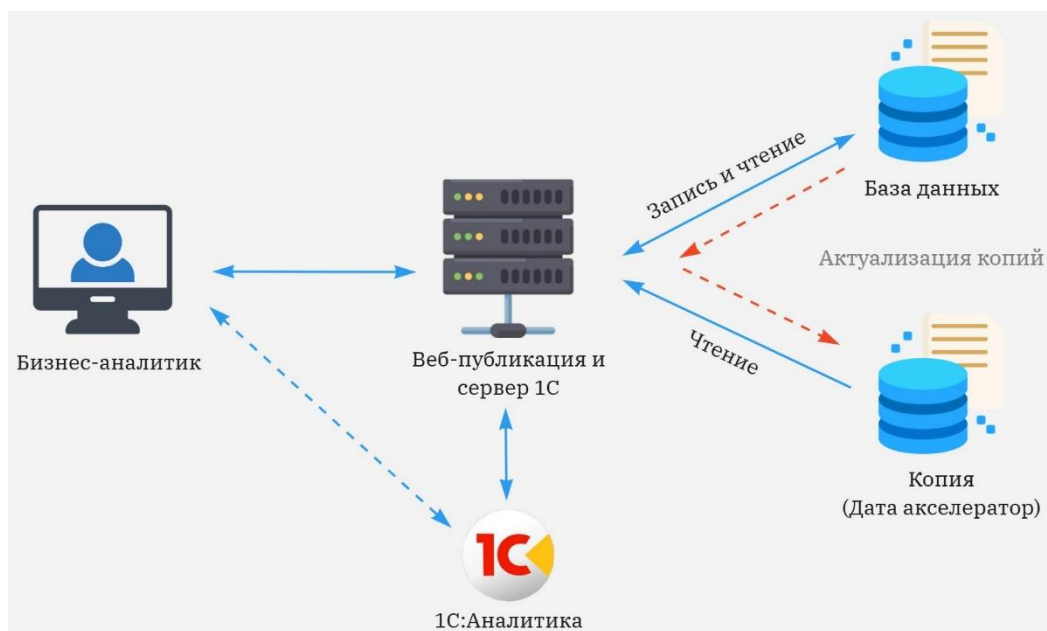 Запись и чтение
База данных
Актуализация копий
Бизнес-аналитик
Веб-публикация и
сервер 1С
Чтение
Копия
(Дата акселератор)
1С
1С:Аналитика